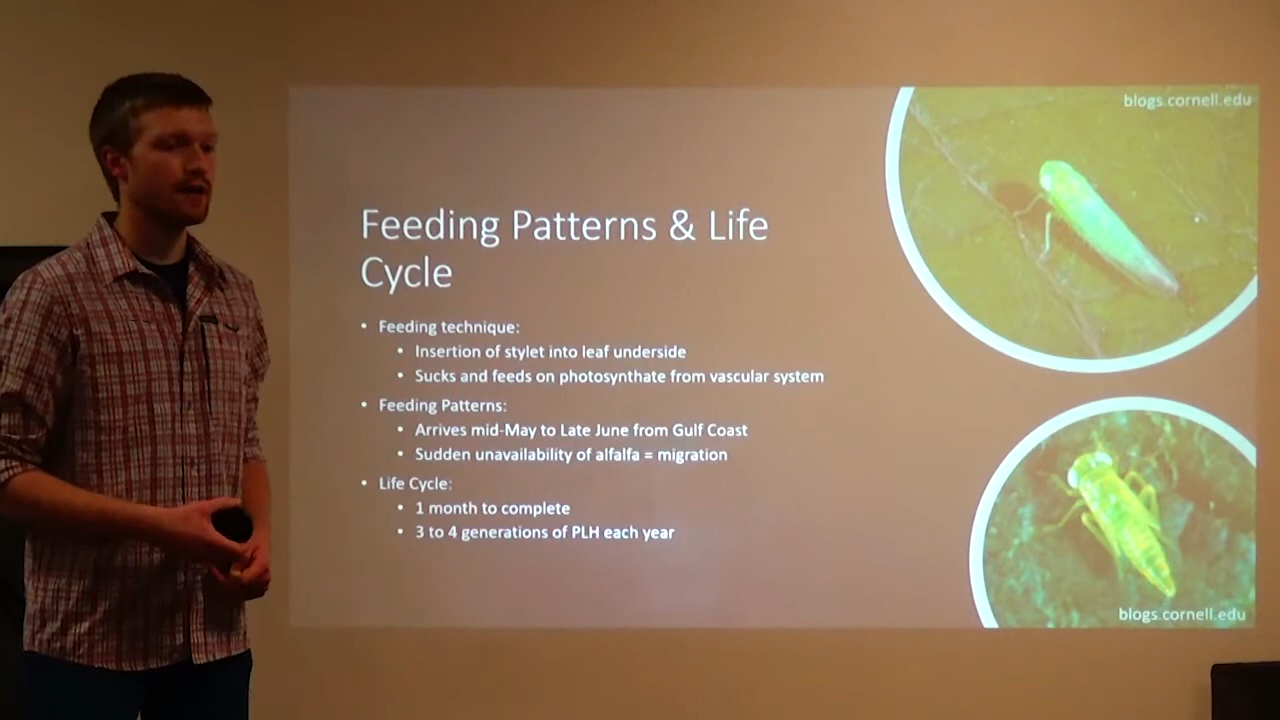 blogs.cornell.edu
Feeding Patterns & Life
Cycle
• Feeding technique:
• Insertion of stylet into leaf underside
• Sucks and feeds on photosynthate from vascular system
• Feeding Patterns:
• Arrives mid-May to Late June from Gulf Coast
• Sudden unavailability of alfalfa = migration
• Life Cycle:
• 1 month to complete
• 3 to 4 generations of PLH each year
blogs.cornell.edu